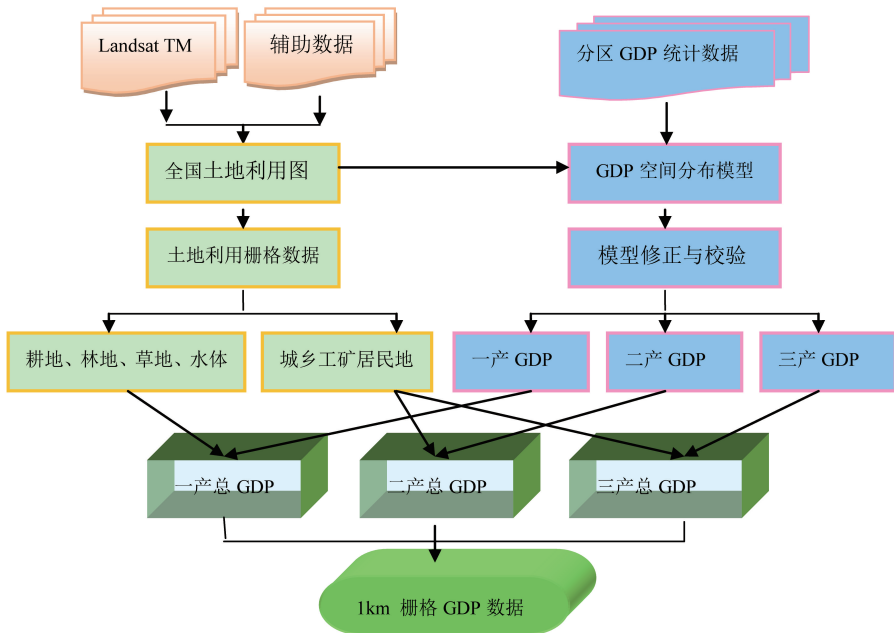 Landsat TM
辅助数据
分区 GDP 统计数据
全国土地利用图
GDP 空间分布模型
土地利用栅格数据
模型修正与校验
耕地、林地、草地、水体
城乡工矿居民地
一产 GDP
二产 GDP
三产 GDP
一产总 GDP
二产总 GDP
三产总 GDP
1km 栅格 GDP 数据